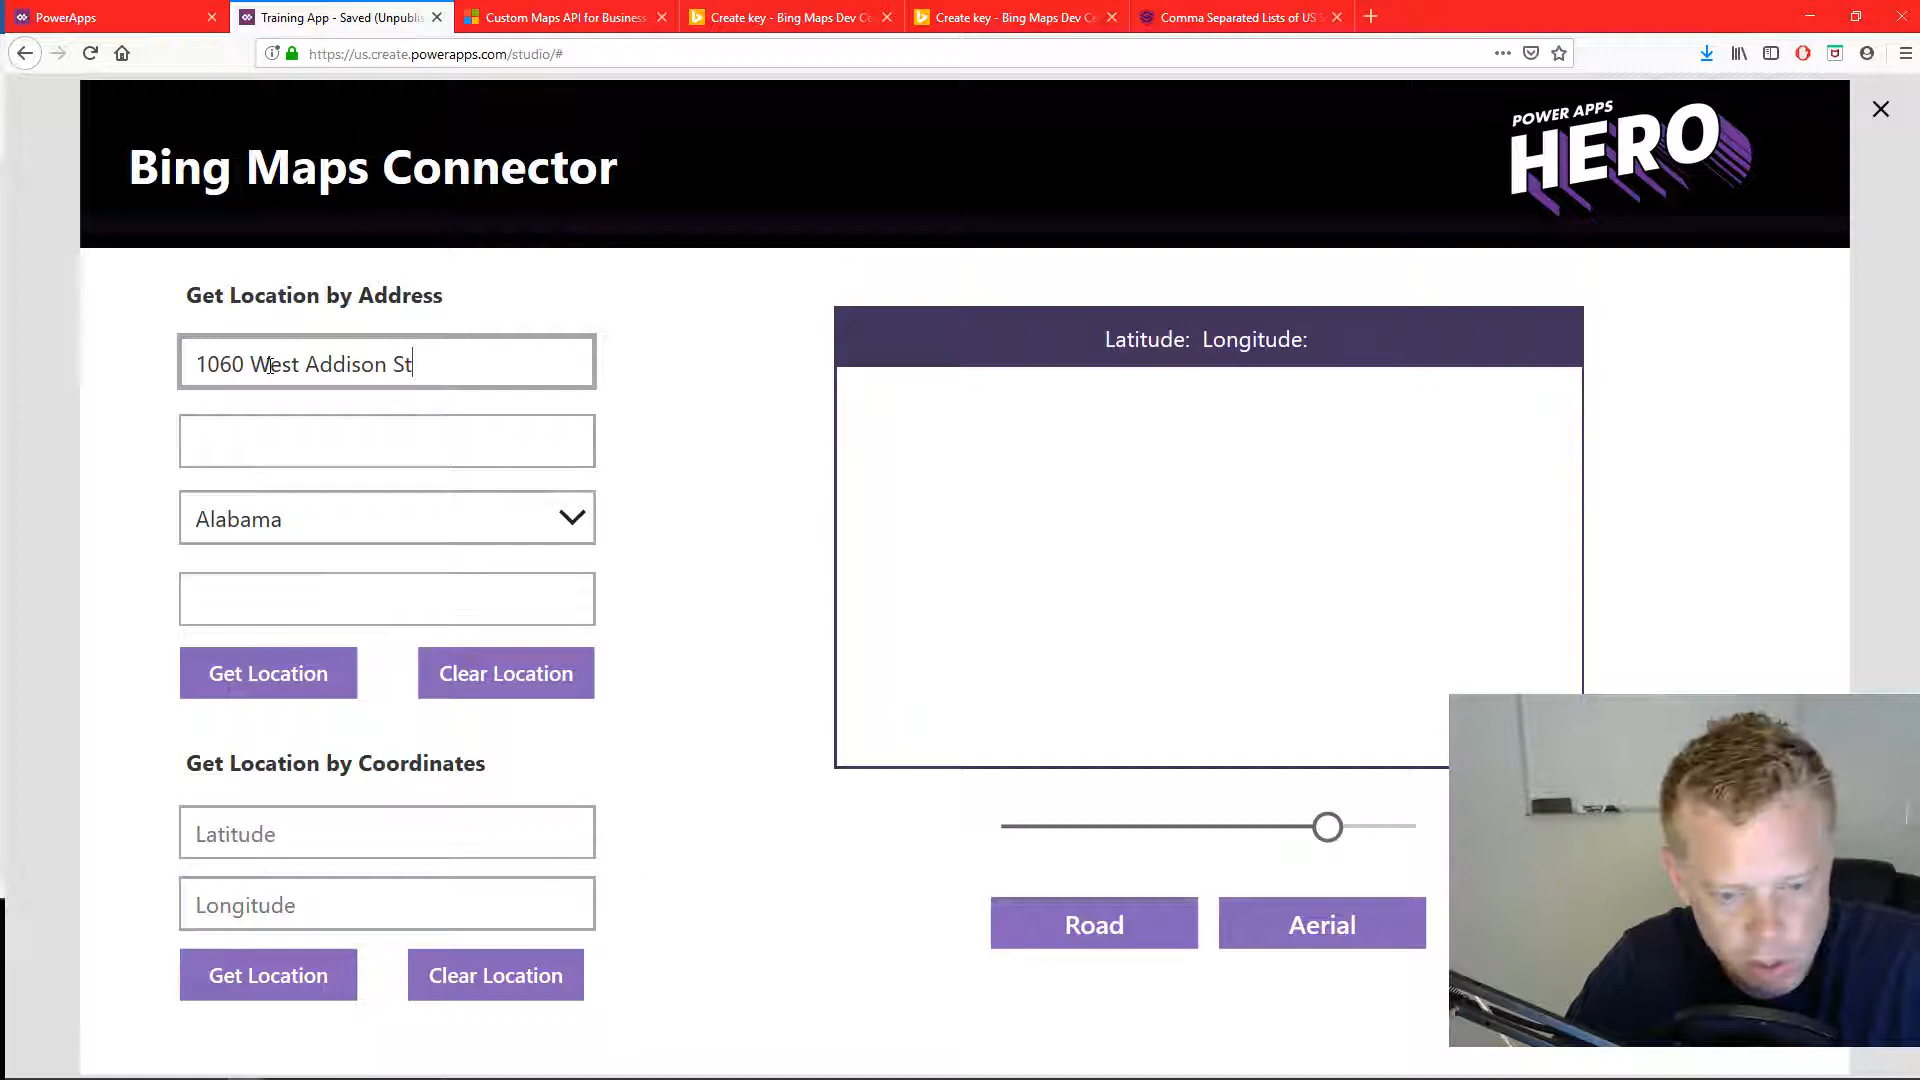 PowerApps
Training App - Saved (Unpublis
Custom Maps API for Business
Create key - Bing Maps Dev Ce
Create key - Bing Maps Dev Ce
Comma Separated Lists of US S
https://us.create.powerapps.com/studio/#
Bing Maps Connector
POWER APPS
HERO
Get Location by Address
1060 West Addison St
Alabama
Get Location
Clear Location
Latitude: Longitude:
Get Location by Coordinates
Latitude
Longitude
Get Location
Clear Location
Road
Aerial